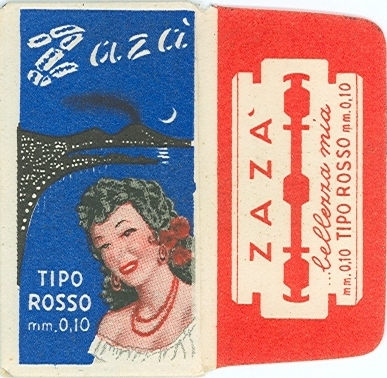 Zazà
TIPO
ROSSO
mm. 0,10
ZAZÀ
...bellezza mia
mm. 0,10 TIPO ROSSO mm. 0,10